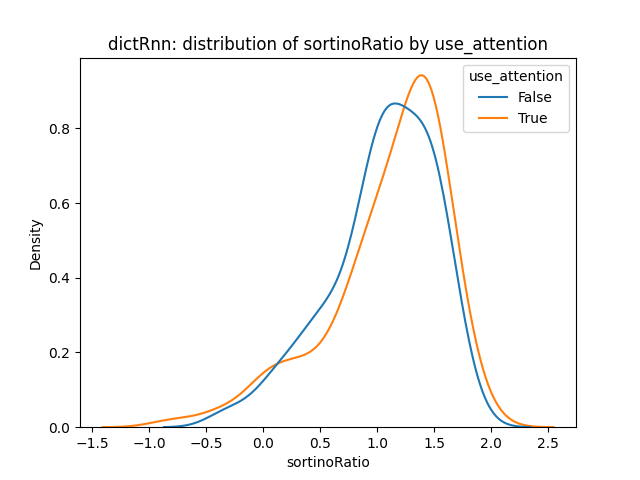 dictRnn: distribution of sortinoRatio by use_attention
use_attention
False
True
Density
0.8
0.6
0.4
0.2
0.0
−1.5 −1.0 −0.5 0.0 0.5 1.0 1.5 2.0 2.5
sortinoRatio